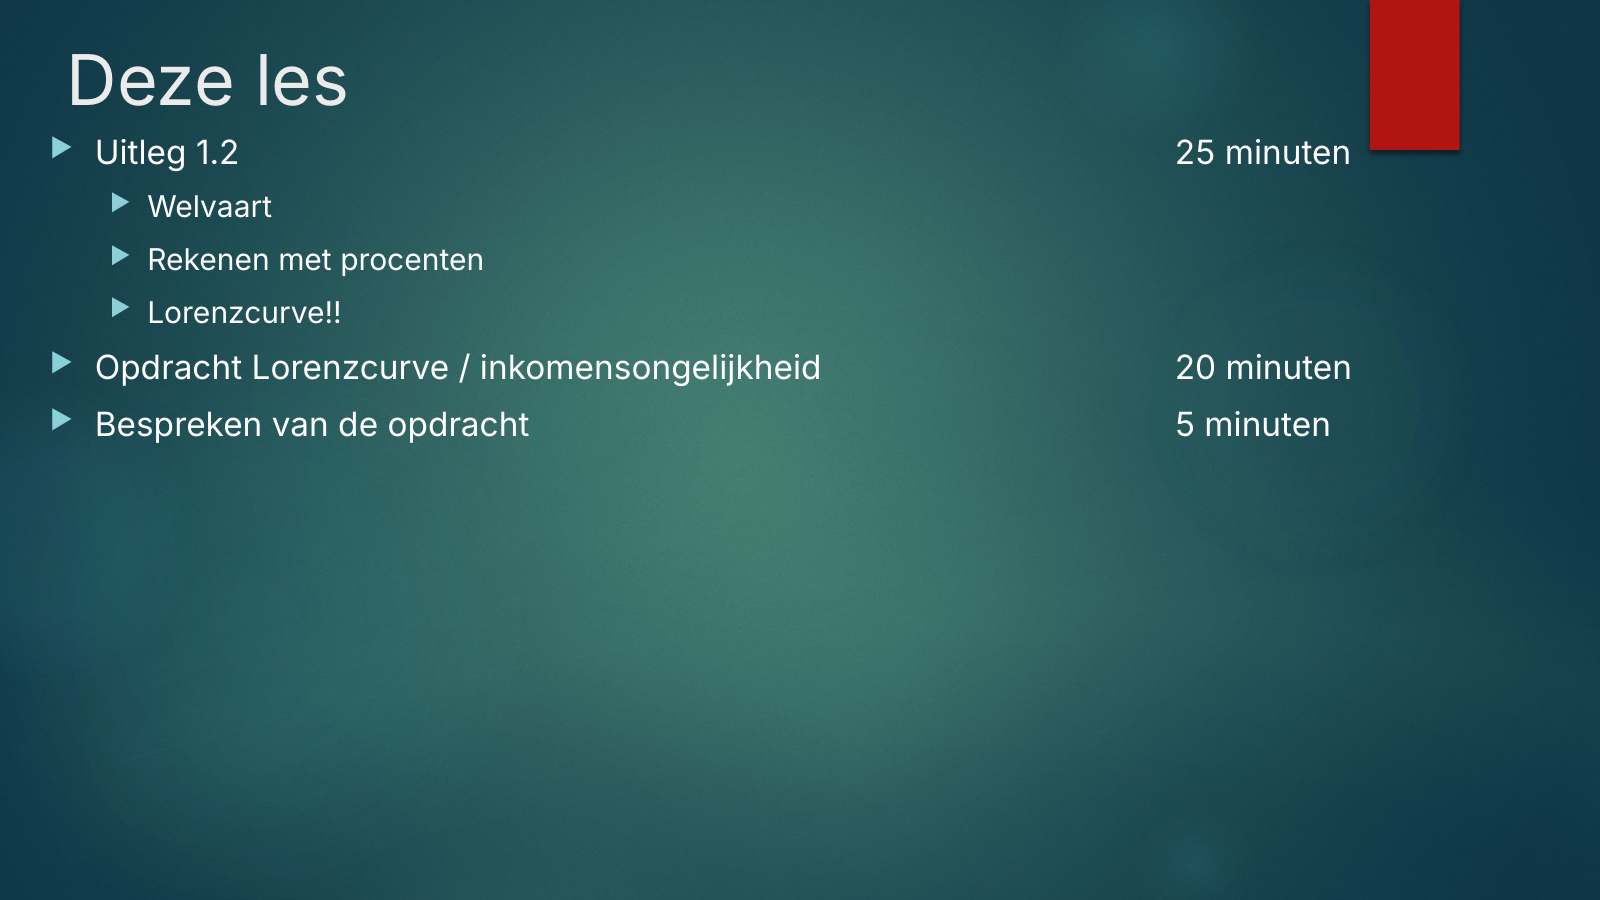 Deze les
Uitleg 1.2 25 minuten
Welvaart
Rekenen met procenten
Lorenzcurve!!
Opdracht Lorenzcurve / inkomensongelijkheid 20 minuten
Bespreken van de opdracht 5 minuten